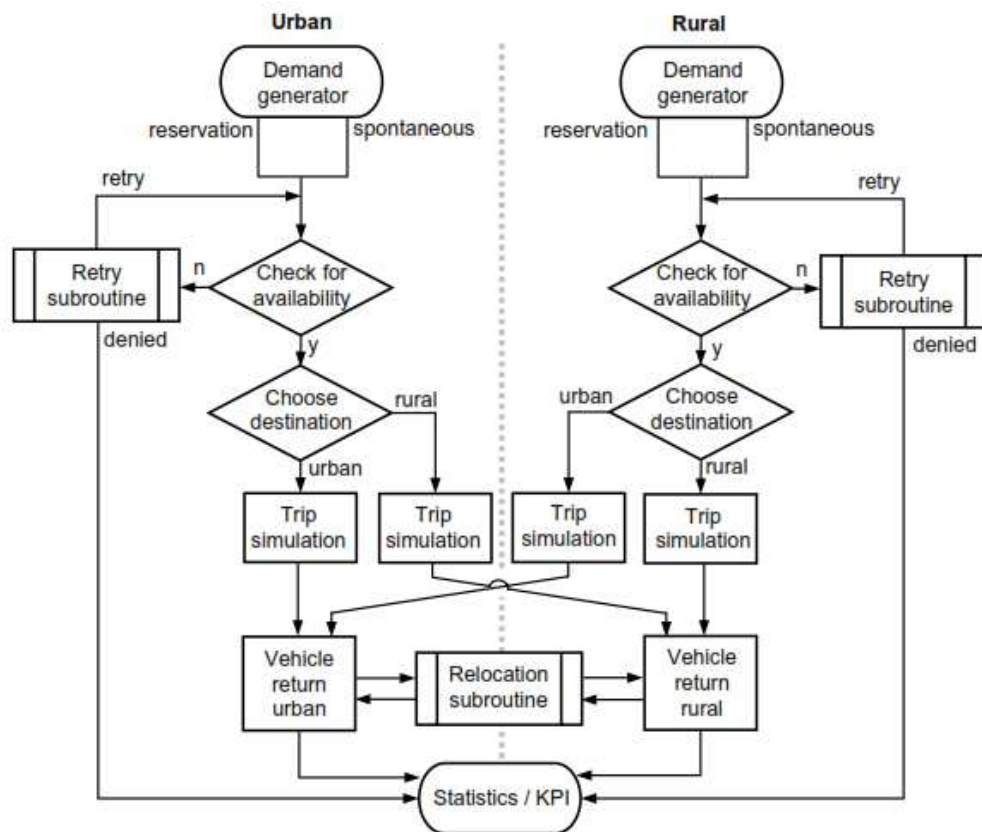 Urban
Rural
Demand
generator
Demand
generator
reservation
spontaneous
reservation
spontaneous
retry
retry
Retry
subroutine
n
Check for
availability
Check for
availability
n
Retry
subroutine
denied
denied
y
y
Choose
destination
rural
urban
Choose
destination
urban
rural
Trip
simulation
Trip
simulation
Trip
simulation
Trip
simulation
Vehicle
return
urban
Relocation
subroutine
Vehicle
return
rural
Statistics / KPI